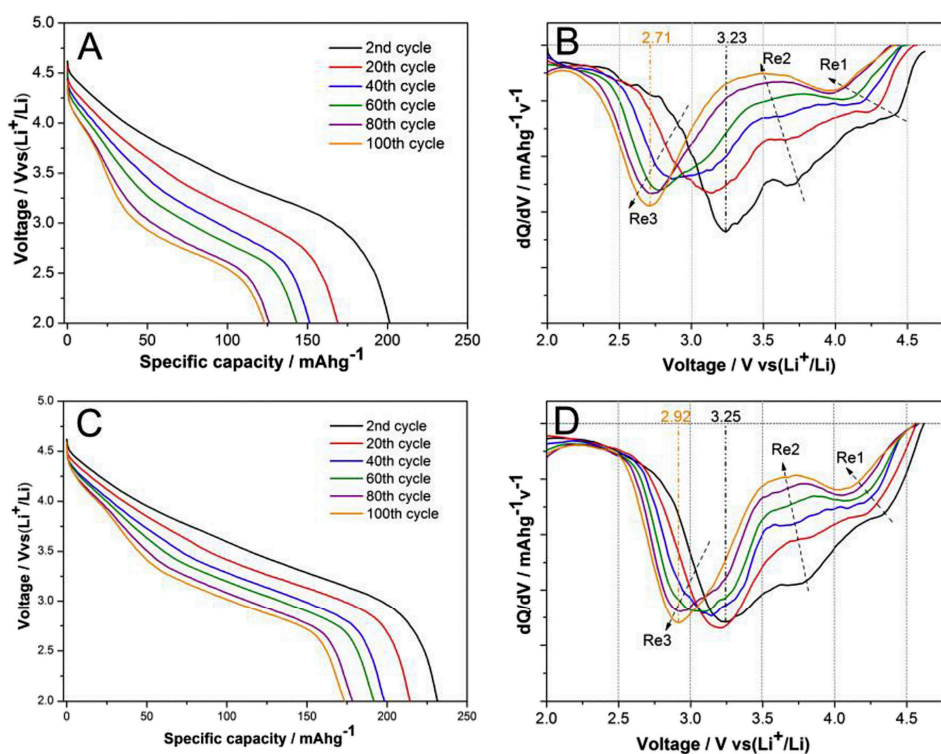 A
5.0
4.5
4.0
3.5
3.0
2.5
2.0
Voltage / Vvs(Li⁺/Li)
2nd cycle
20th cycle
40th cycle
60th cycle
80th cycle
100th cycle
0 50 100 150 200 250
Specific capacity / mAhg⁻¹
B
2.71 3.23
Re2 Re1
Re3
dQ/dV / mAhg⁻¹v⁻¹
2.0 2.5 3.0 3.5 4.0 4.5
Voltage / V vs(Li⁺/Li)
C
5.0
4.5
4.0
3.5
3.0
2.5
2.0
Voltage / Vvs(Li⁺/Li)
2nd cycle
20th cycle
40th cycle
60th cycle
80th cycle
100th cycle
0 50 100 150 200 250
Specific capacity / mAhg⁻¹
D
2.92 3.25
Re2 Re1
Re3
dQ/dV / mAhg⁻¹v⁻¹
2.0 2.5 3.0 3.5 4.0 4.5
Voltage / V vs(Li⁺/Li)